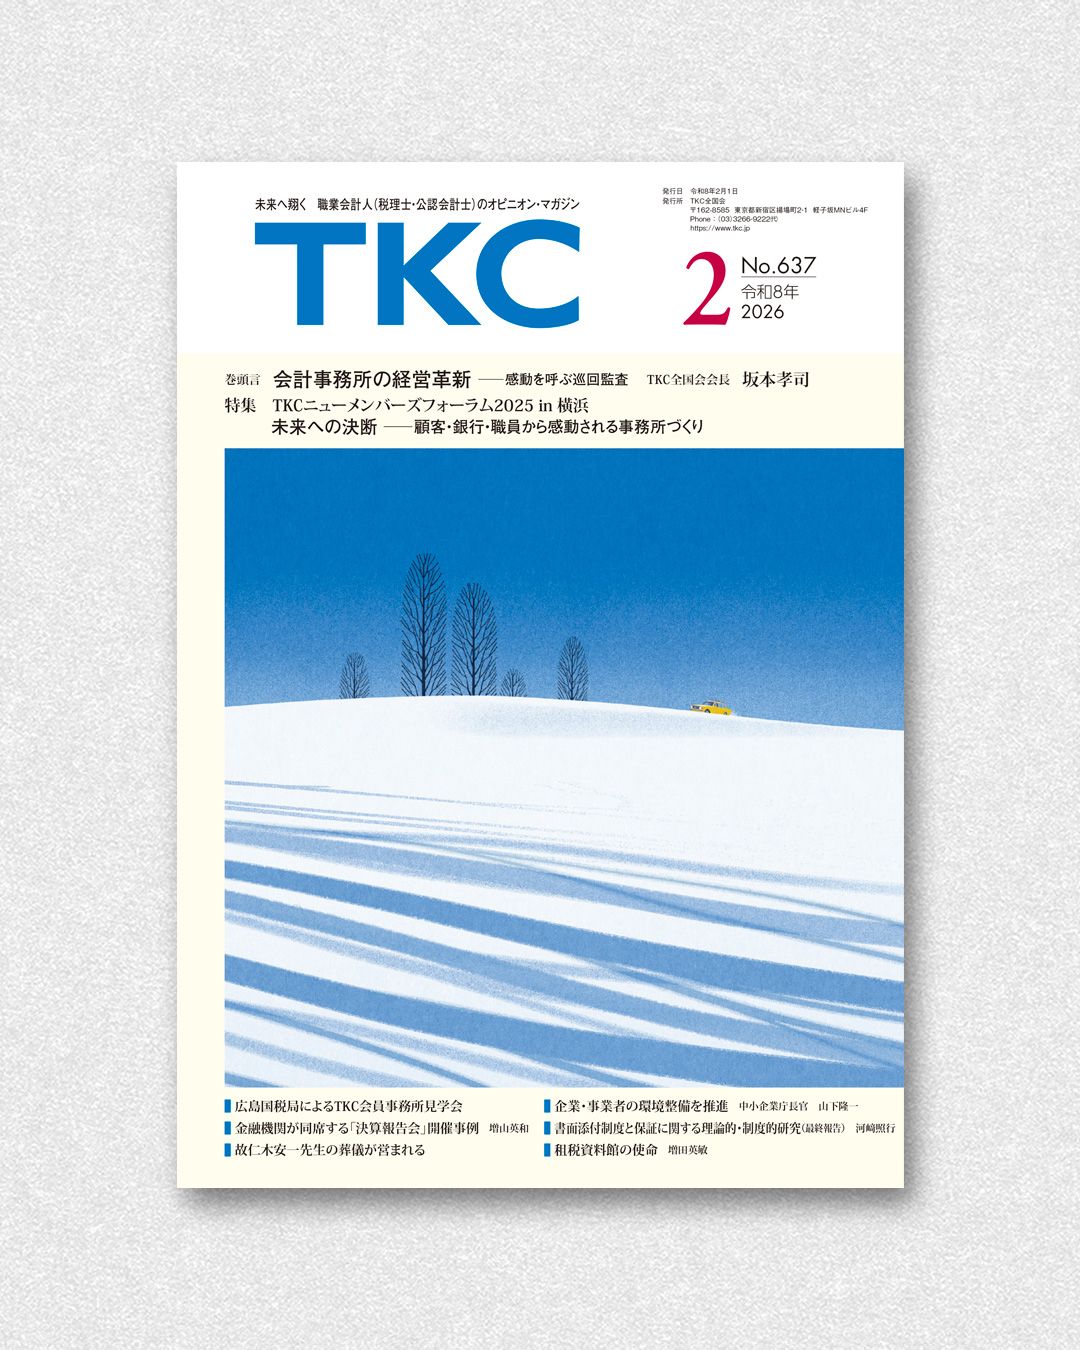 未来へ翔く 職業会計人(税理士・公認会計士)のオピニオン・マガジン
TKC
発行日 令和8年2月1日
発行所 TKC全国会
〒162-8585 東京都新宿区揚場町2-1 軽子坂MNビル4F
Phone:(03)3266-9222代
https://www.tkc.jp
2
No.637
令和8年
2026
巻頭言 会計事務所の経営革新 ――感動を呼ぶ巡回監査 TKC全国会会長 坂本孝司
特集 TKCニューメンバーズフォーラム2025 in 横浜
未来への決断 ――顧客・銀行・職員から感動される事務所づくり
広島国税局によるTKC会員事務所見学会
金融機関が同席する「決算報告会」開催事例 増山英和
故仁木安一先生の葬儀が営まれる
企業・事業者の環境整備を推進 中小企業庁長官 山下隆一
書面添付制度と保証に関する理論的・制度的研究(最終報告) 河﨑照行
租税資料館の使命 増田英敏